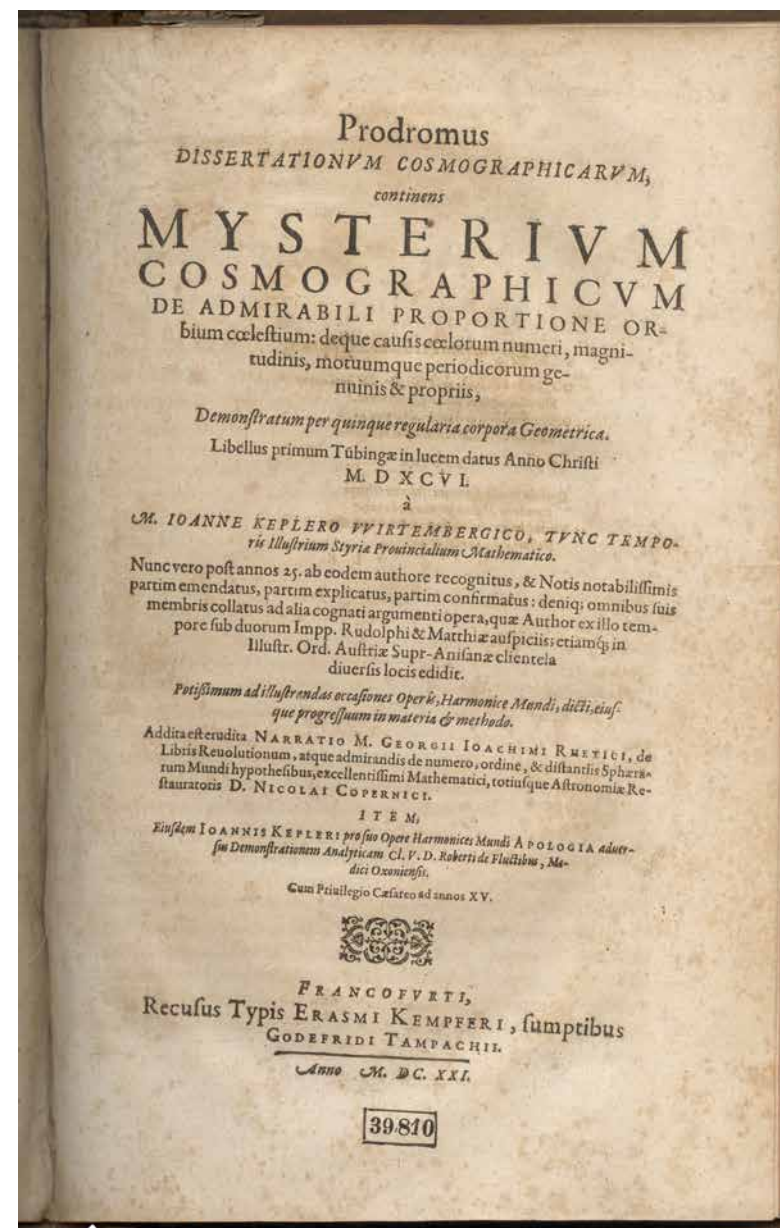 Prodromus
DISSERTATIONVM COSMOGRAPHICARVM,
continens
MYSTERIVM
COSMOGRAPHICVM
DE ADMIRABILI PROPORTIONE OR-
bium cœleſtium: deque cauſis cœlorum numeri, magni-
tudinis, motuumque periodicorum ge-
nuinis & propriis,
Demonſtratum per quinque regularia corpora Geometrica.
Libellus primum Tübingæ in lucem datus Anno Chriſti
M. D XCVI.
à
M. IOANNE KEPLERO VVIRTEMBERGICO, TVNC TEMPO-
ris Illuſtrium Styriæ Prouincialium Mathematico.
Nunc vero poſt annos 25. ab eodem authore recognitus, & Notis notabiliſſimis
partim emendatus, partim explicatus, partim confirmatus: deniq; omnibus ſuis
membris collatus ad alia cognati argumenti opera, quæ Author ex illo tem-
pore ſub duorum Impp. Rudolphi & Matthiæ auſpiciis; etiamq́; in
Illuſtr. Ord. Auſtriæ Supr-Aniſanæ clientela
diuerſis locis edidit.
Potiſſimum ad illuſtrandas occaſiones Operis, Harmonice Mundi, dicti, eiuſ-
que progreſſuum in materia & methodo.
Addita eſt erudita NARRATIO M. GEORGII IOACHIMI RHETICI, de
Libris Reuolutionum, atque admirandis de numero, ordine, & diſtantiis Sphæra-
rum Mundi hypotheſibus, excellentiſſimi Mathematici, totiuſque Aſtronomiæ Re-
ſtauratoris D. NICOLAI COPERNICI.
ITEM,
Eiuſdem IOANNIS KEPLERI pro ſuo Opere Harmonices Mundi APOLOGIA aduer-
ſus Demonſtrationem Analyticam Cl. V. D. Roberti de Fluctibus, Me-
dici Oxonienſis.
Cum Priuilegio Cæſareo ad annos XV.
FRANCOFVRTI,
Recuſus Typis ERASMI KEMPFERI, ſumptibus
GODEFRIDI TAMPACHII.
Anno M. DC. XXI.
39.810